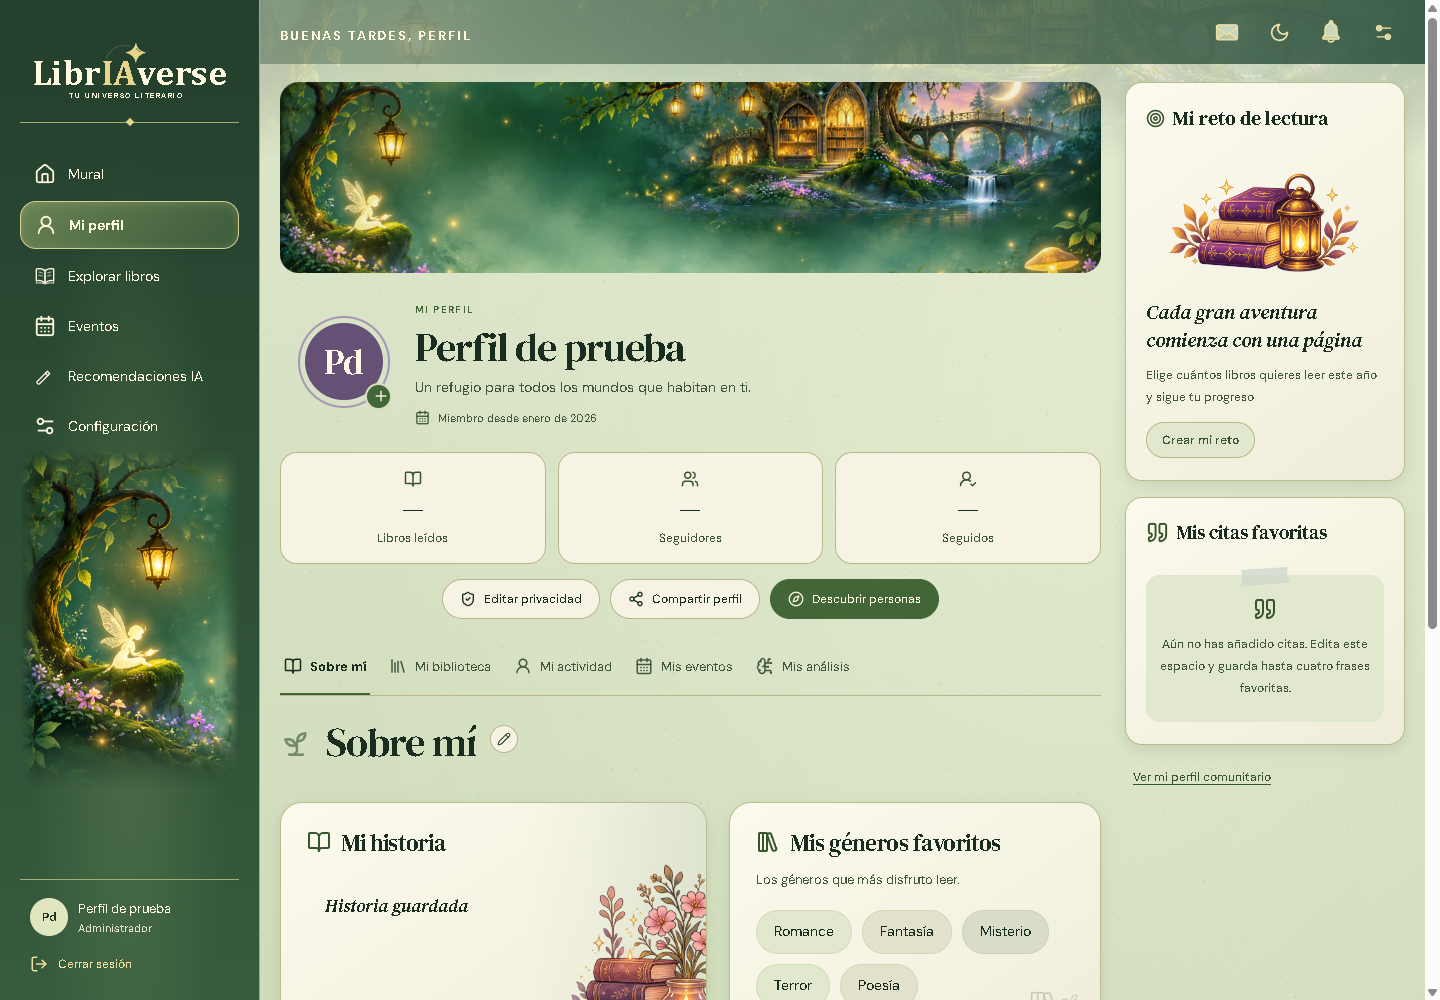 LibrIAverse
TU UNIVERSO LITERARIO
Mural
Mi perfil
Explorar libros
Eventos
Recomendaciones IA
Configuración
Pd
Perfil de prueba
Administrador
Cerrar sesión
BUENAS TARDES, PERFIL
Pd
MI PERFIL
Perfil de prueba
Un refugio para todos los mundos que habitan en ti.
Miembro desde enero de 2026
—
Libros leídos
—
Seguidores
—
Seguidos
Editar privacidad
Compartir perfil
Descubrir personas
Sobre mí
Mi biblioteca
Mi actividad
Mis eventos
Mis análisis
Sobre mí
Mi historia
Historia guardada
Mis géneros favoritos
Los géneros que más disfruto leer.
Romance
Fantasía
Misterio
Terror
Poesía
Mi reto de lectura
Cada gran aventura
comienza con una página
Elige cuántos libros quieres leer este año
y sigue tu progreso
Crear mi reto
Mis citas favoritas
Aún no has añadido citas. Edita este
espacio y guarda hasta cuatro frases
favoritas.
Ver mi perfil comunitario